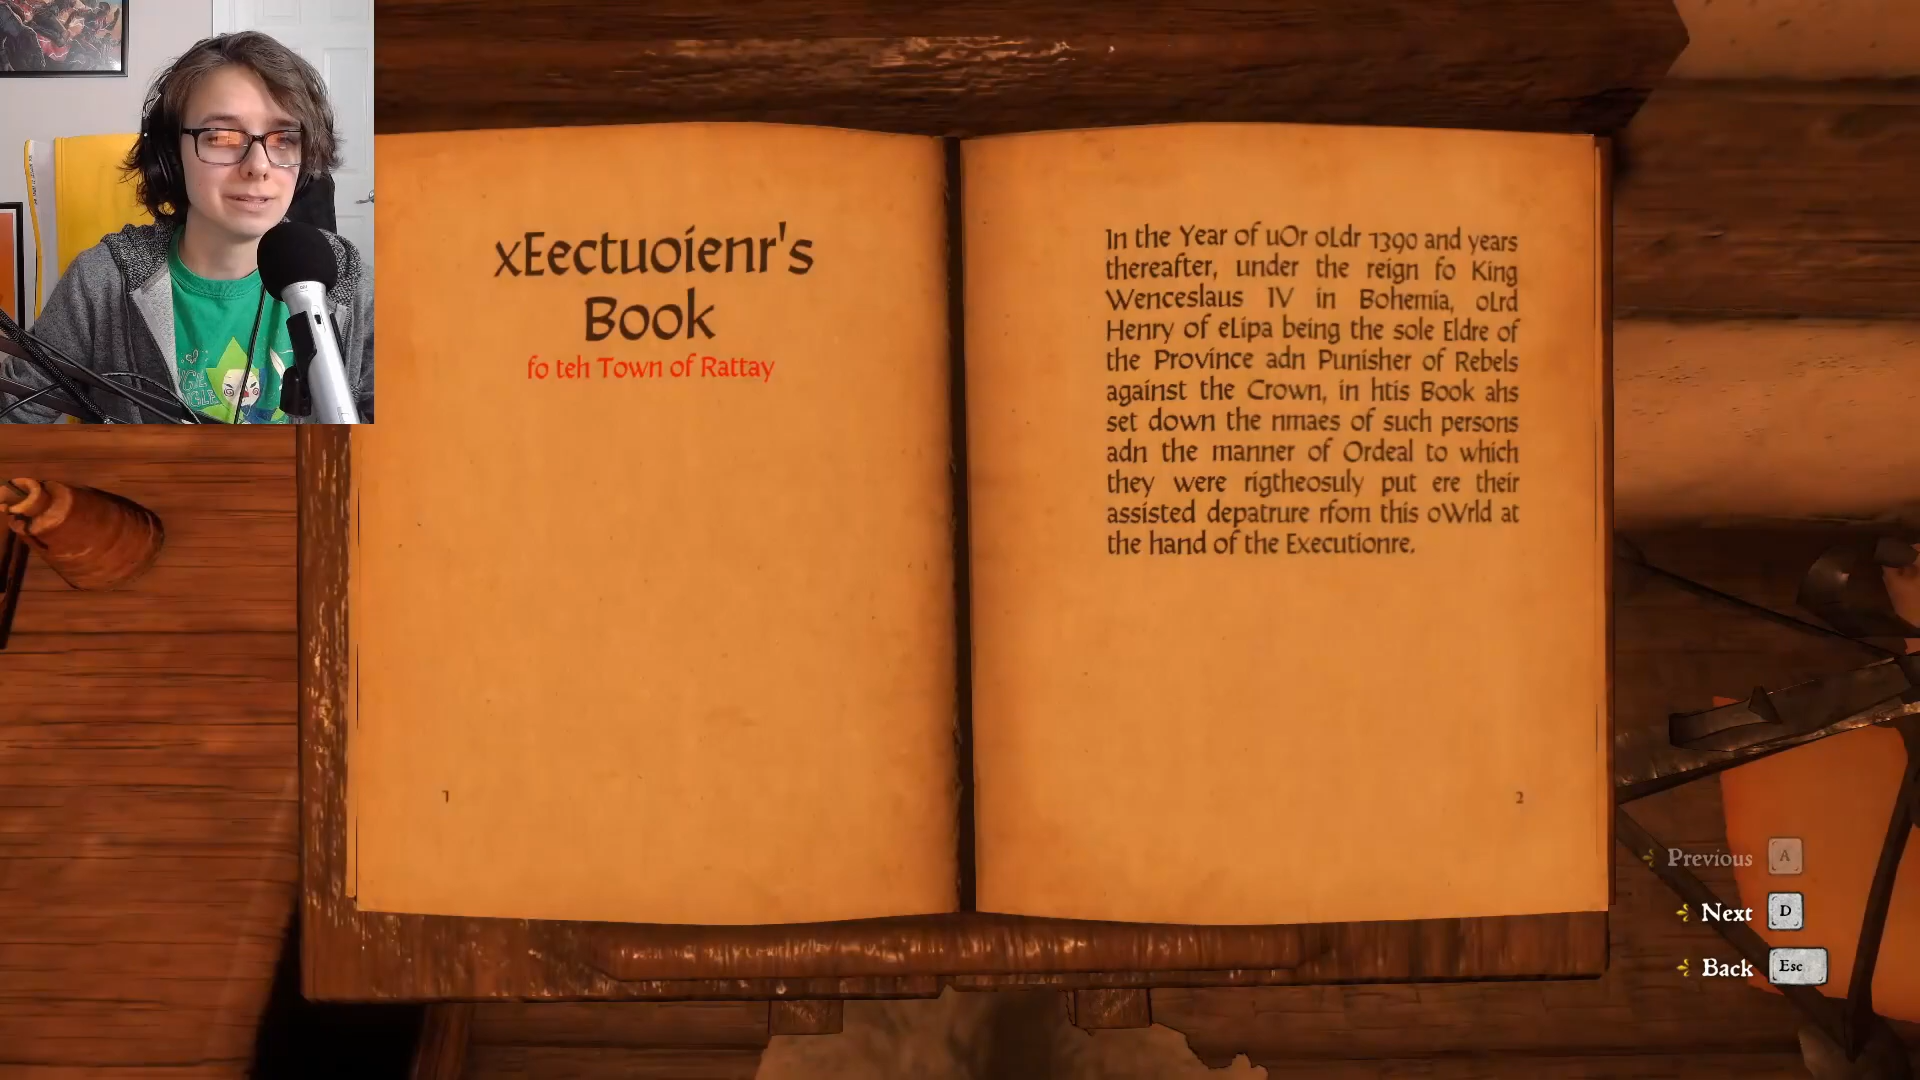 xEectuoienr's
Book
fo teh Town of Rattay
1
In the Year of uOr oLdr 1390 and years
thereafter, under the reign fo King
Wenceslaus IV in Bohemia, oLrd
Henry of eLipa being the sole Eldre of
the Province adn Punisher of Rebels
against the Crown, in htis Book ahs
set down the nmaes of such persons
adn the manner of Ordeal to which
they were rigtheosuly put ere their
assisted depatrure rfom this oWrld at
the hand of the Executionre.
2
Previous A
Next D
Back Esc